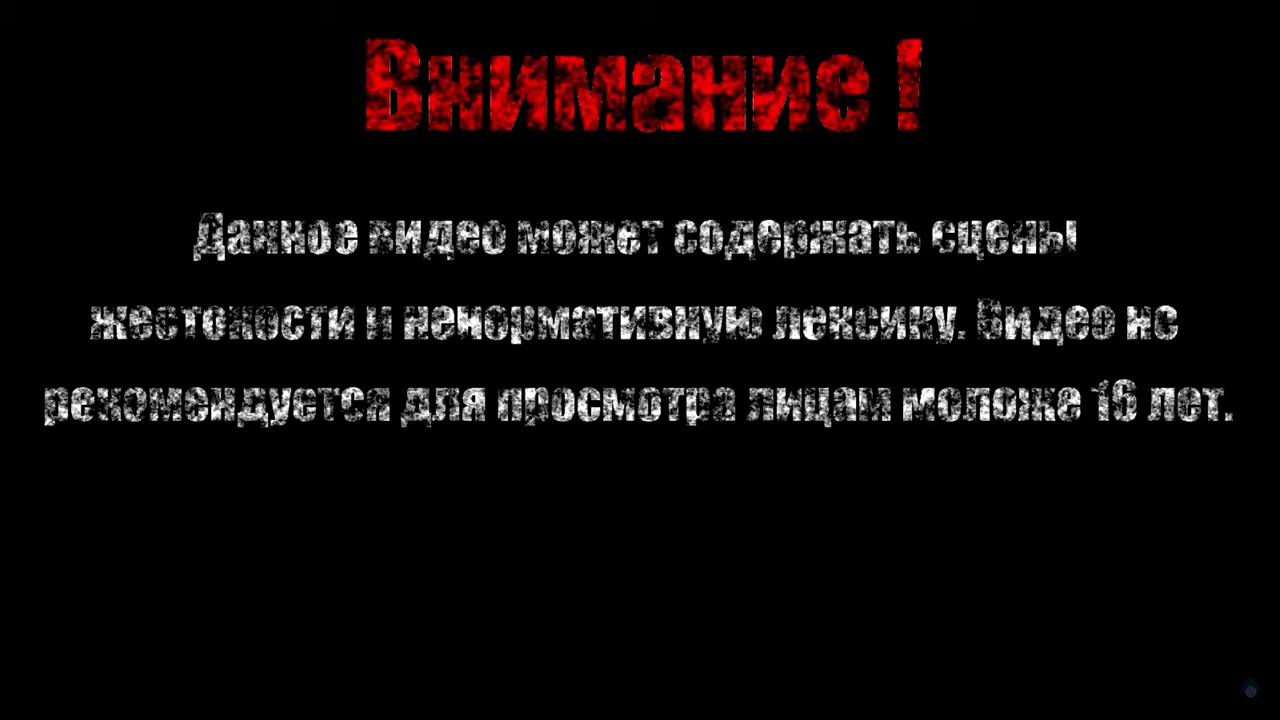 Внимание !
Данное видео может содержать сцены
жестокости и ненормативную лексику. Видео не
рекомендуется для просмотра лицам моложе 16 лет.